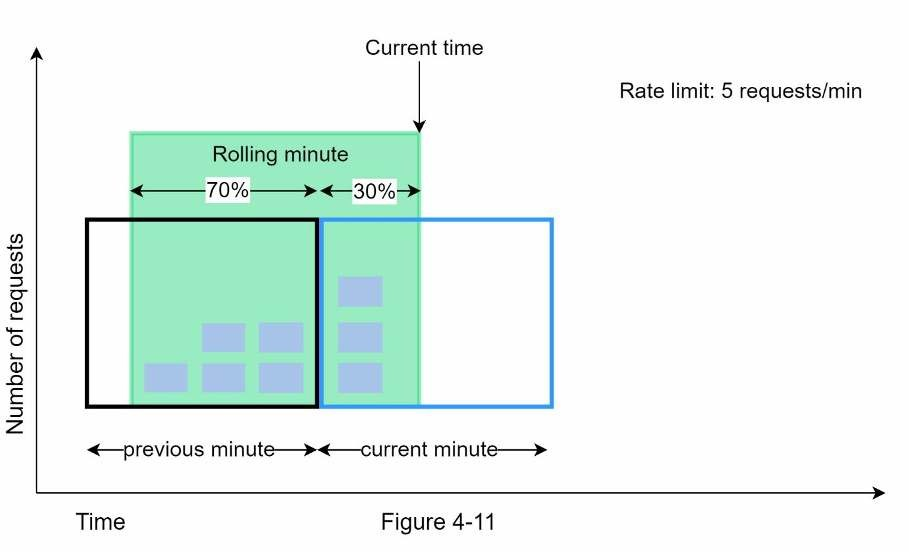 Current time
Rate limit: 5 requests/min
Rolling minute
70%
30%
Number of requests
previous minute
current minute
Time
Figure 4-11